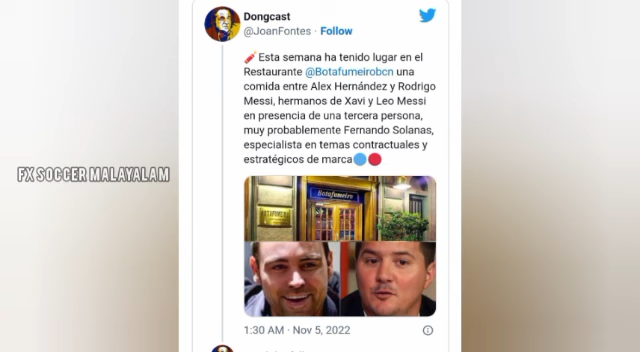 Dongcast
@JoanFontes · Follow
Esta semana ha tenido lugar en el
Restaurante @Botafumeirobcn una
comida entre Alex Hernández y Rodrigo
Messi, hermanos de Xavi y Leo Messi
en presencia de una tercera persona,
muy probablemente Fernando Solanas,
especialista en temas contractuales y
estratégicos de marca
FX SOCCER MALAYALAM
Botafumeiro
1:30 AM · Nov 5, 2022